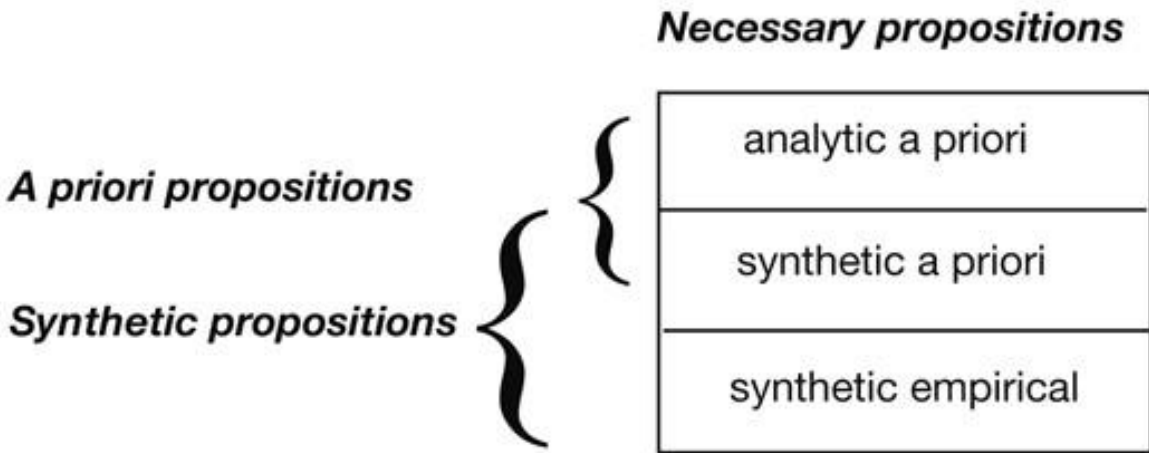 Necessary propositions
analytic a priori
A priori propositions
synthetic a priori
Synthetic propositions
synthetic empirical